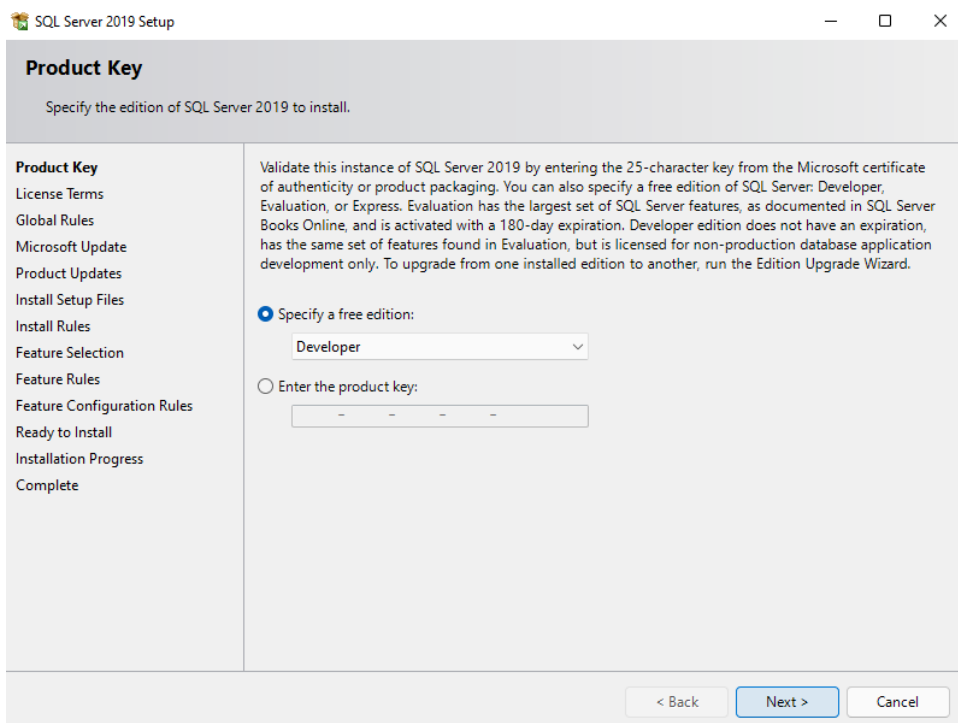 SQL Server 2019 Setup
Product Key
Specify the edition of SQL Server 2019 to install.
Product Key
License Terms
Global Rules
Microsoft Update
Product Updates
Install Setup Files
Install Rules
Feature Selection
Feature Rules
Feature Configuration Rules
Ready to Install
Installation Progress
Complete
Validate this instance of SQL Server 2019 by entering the 25-character key from the Microsoft certificate
of authenticity or product packaging. You can also specify a free edition of SQL Server: Developer,
Evaluation, or Express. Evaluation has the largest set of SQL Server features, as documented in SQL Server
Books Online, and is activated with a 180-day expiration. Developer edition does not have an expiration,
has the same set of features found in Evaluation, but is licensed for non-production database application
development only. To upgrade from one installed edition to another, run the Edition Upgrade Wizard.
Specify a free edition:
Developer
Enter the product key:
- - - -
< Back
Next >
Cancel